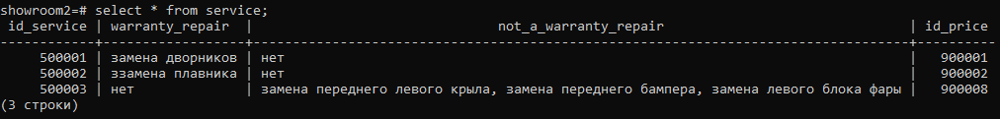 showroom2=# select * from service;
id_service | warranty_repair | not_a_warranty_repair | id_price
------------+-----------------+-------------------------------------------------------------------------------------+----------
500001 | замена дворников | нет | 900001
500002 | ззамена плавника | нет | 900002
500003 | нет | замена переднего левого крыла, замена переднего бампера, замена левого блока фары | 900008
(3 строки)